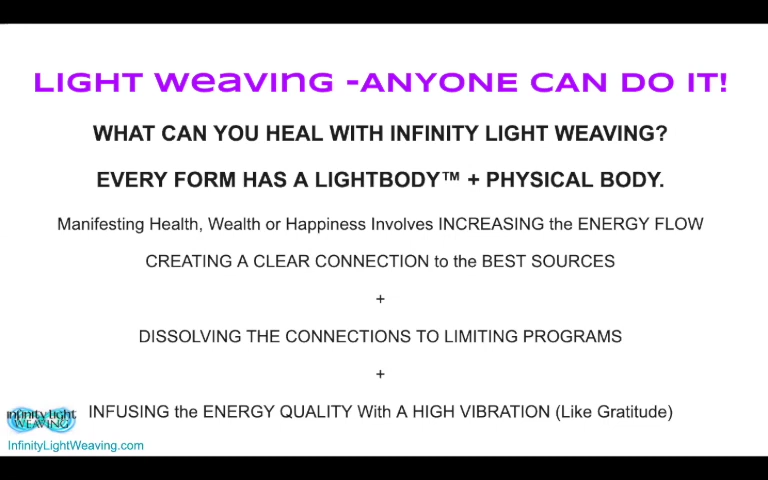 LIGHT weaving -ANYONE CAN DO IT!
WHAT CAN YOU HEAL WITH INFINITY LIGHT WEAVING?
EVERY FORM HAS A LIGHTBODY™ + PHYSICAL BODY.
Manifesting Health, Wealth or Happiness Involves INCREASING the ENERGY FLOW
CREATING A CLEAR CONNECTION to the BEST SOURCES
+
DISSOLVING THE CONNECTIONS TO LIMITING PROGRAMS
+
INFUSING the ENERGY QUALITY With A HIGH VIBRATION (Like Gratitude)
infinity light
WEAVING
InfinityLightWeaving.com